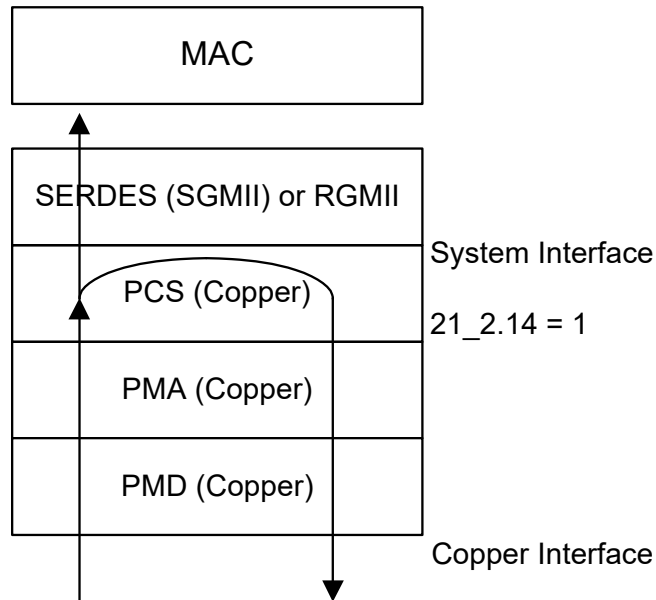 MAC
SERDES (SGMII) or RGMII
System Interface
PCS (Copper)
21_2.14 = 1
PMA (Copper)
PMD (Copper)
Copper Interface